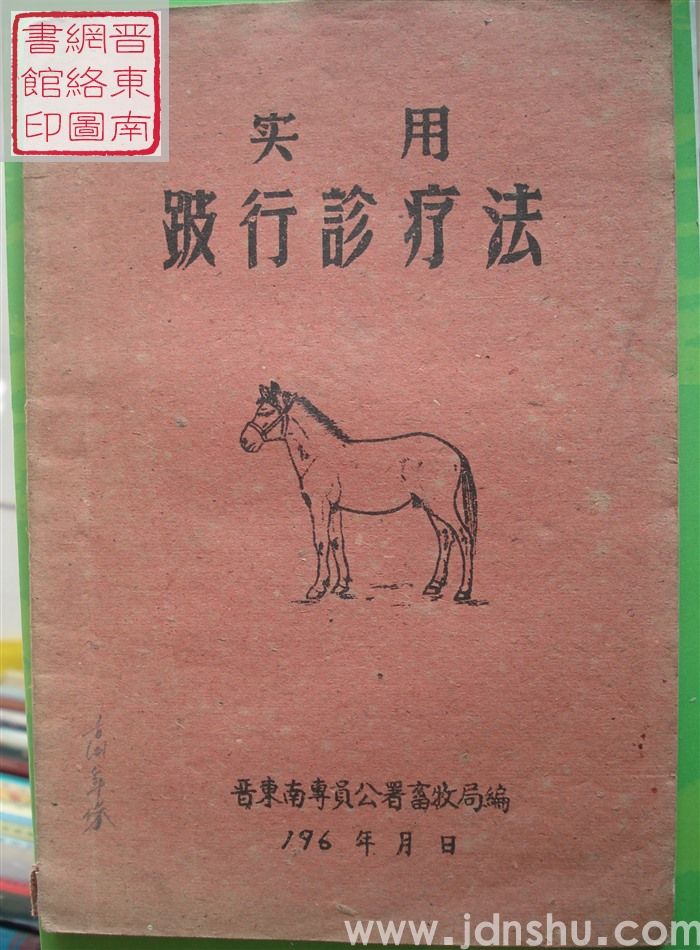 晋東南
網絡圖
書館印
实用
跛行診疗法
晋東南專員公署畜牧局編
196 年 月 日
www.jdnshu.com